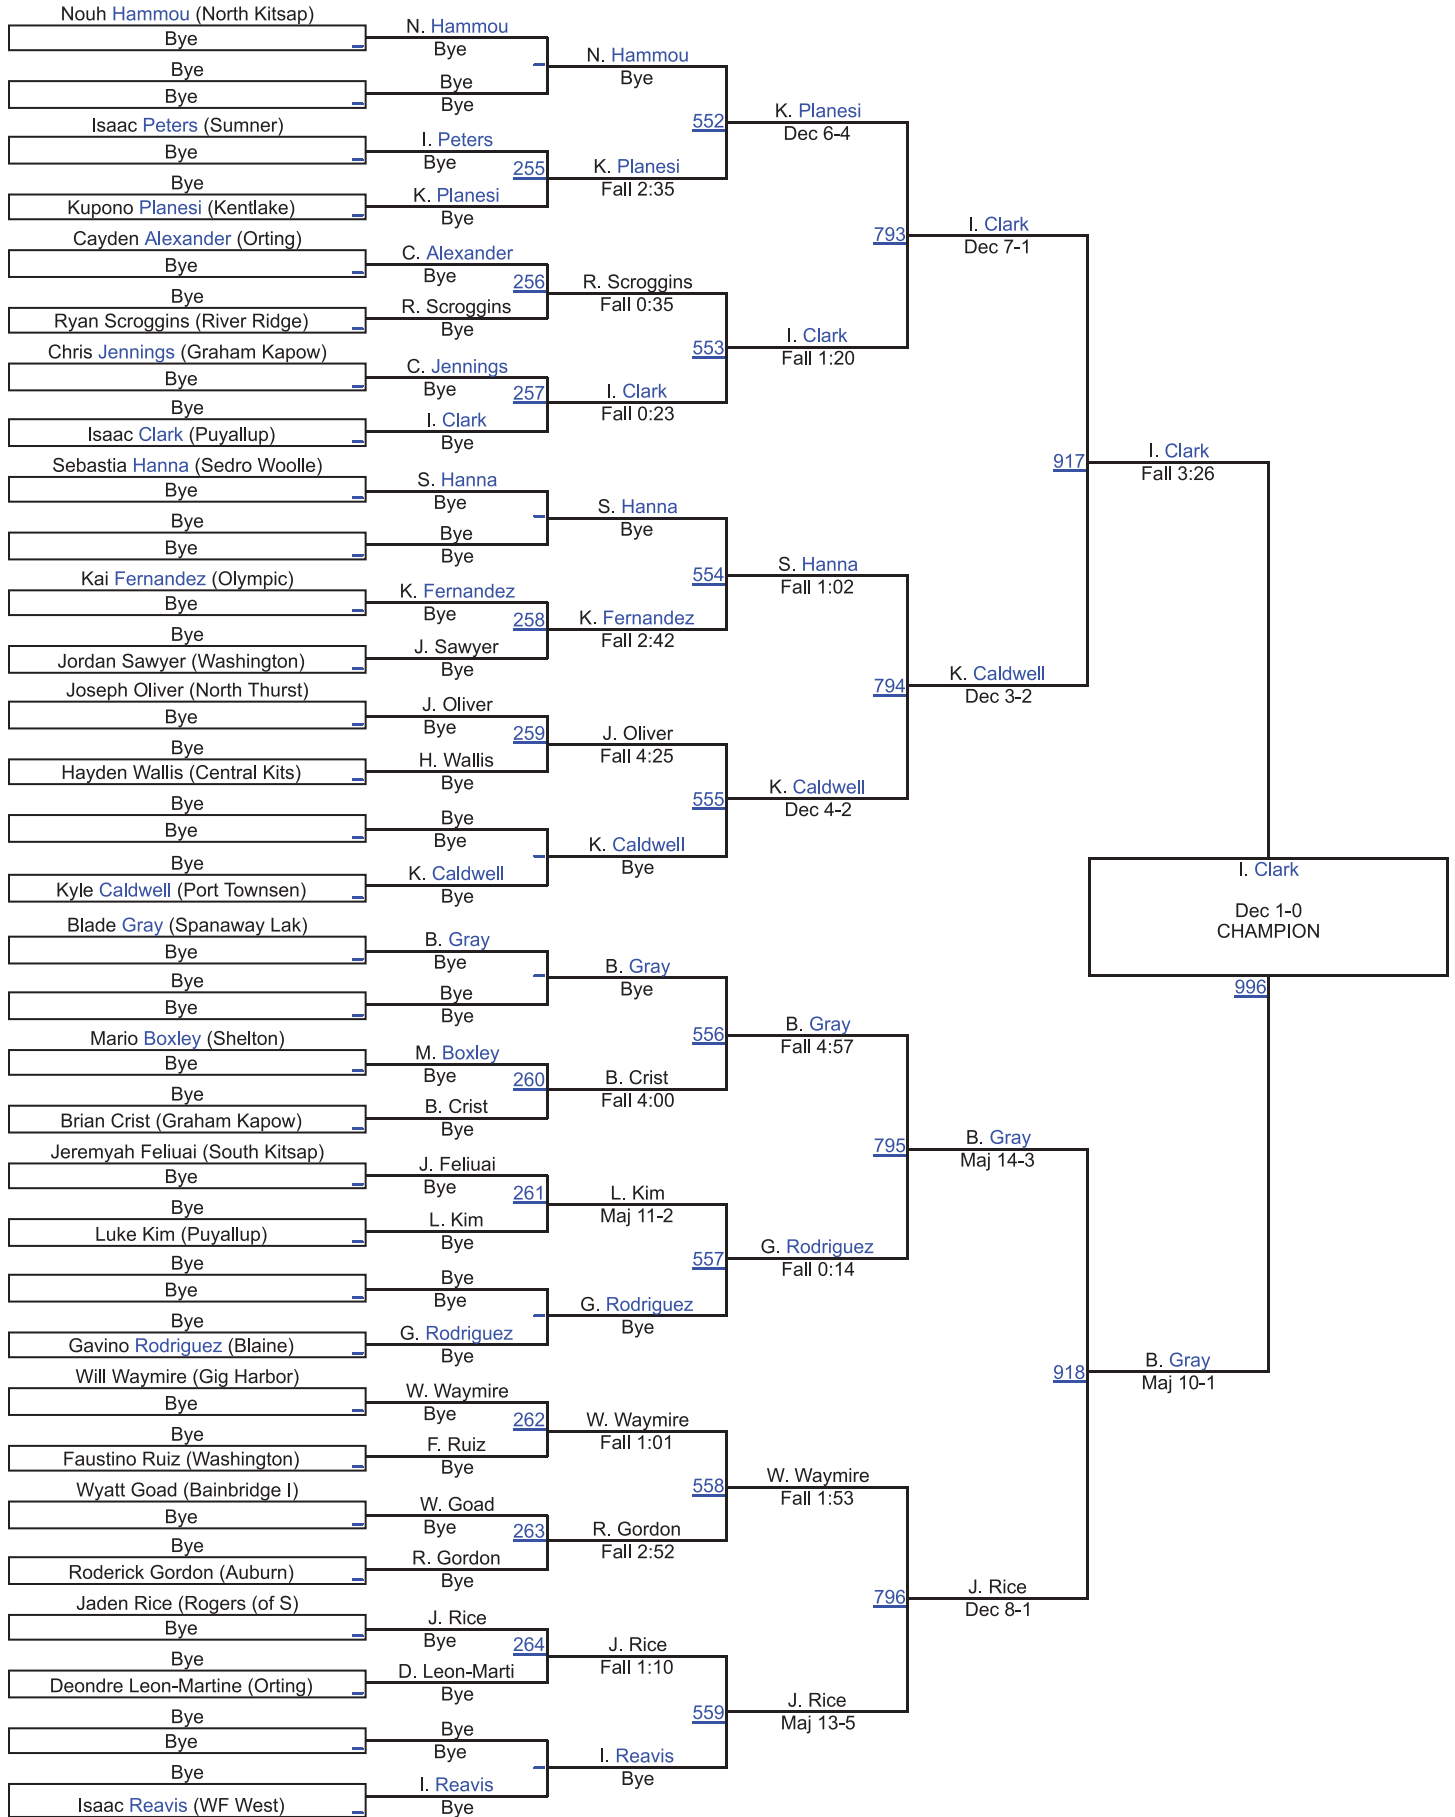 Nouh Hammou (North Kitsap)
Bye
Bye
Bye
Isaac Peters (Sumner)
Bye
Bye
Kupono Planesi (Kentlake)
Cayden Alexander (Orting)
Bye
Bye
Ryan Scroggins (River Ridge)
Chris Jennings (Graham Kapow)
Bye
Bye
Isaac Clark (Puyallup)
Sebastia Hanna (Sedro Woolle)
Bye
Bye
Bye
Kai Fernandez (Olympic)
Bye
Bye
Jordan Sawyer (Washington)
Joseph Oliver (North Thurst)
Bye
Bye
Hayden Wallis (Central Kits)
Bye
Bye
Bye
Kyle Caldwell (Port Townsen)
Blade Gray (Spanaway Lak)
Bye
Bye
Bye
Mario Boxley (Shelton)
Bye
Bye
Brian Crist (Graham Kapow)
Jeremyah Feliuai (South Kitsap)
Bye
Bye
Luke Kim (Puyallup)
Bye
Bye
Bye
Gavino Rodriguez (Blaine)
Will Waymire (Gig Harbor)
Bye
Bye
Faustino Ruiz (Washington)
Wyatt Goad (Bainbridge I)
Bye
Bye
Roderick Gordon (Auburn)
Jaden Rice (Rogers (of S)
Bye
Bye
Deondre Leon-Martine (Orting)
Bye
Bye
Bye
Isaac Reavis (WF West)
N. Hammou
Bye
Bye
Bye
I. Peters
Bye
255
K. Planesi
Bye
C. Alexander
Bye
256
R. Scroggins
Bye
C. Jennings
Bye
257
I. Clark
Bye
S. Hanna
Bye
Bye
Bye
K. Fernandez
Bye
258
J. Sawyer
Bye
J. Oliver
Bye
259
H. Wallis
Bye
Bye
Bye
K. Caldwell
Bye
B. Gray
Bye
Bye
Bye
M. Boxley
Bye
260
B. Crist
Bye
J. Feliuai
Bye
261
L. Kim
Bye
Bye
Bye
G. Rodriguez
Bye
W. Waymire
Bye
262
F. Ruiz
Bye
W. Goad
Bye
263
R. Gordon
Bye
J. Rice
Bye
264
D. Leon-Marti
Bye
Bye
Bye
I. Reavis
Bye
N. Hammou
Bye
552
K. Planesi
Fall 2:35
R. Scroggins
Fall 0:35
553
I. Clark
Fall 0:23
S. Hanna
Bye
554
K. Fernandez
Fall 2:42
J. Oliver
Fall 4:25
555
K. Caldwell
Bye
B. Gray
Bye
556
B. Crist
Fall 4:00
L. Kim
Maj 11-2
557
G. Rodriguez
Bye
W. Waymire
Fall 1:01
558
R. Gordon
Fall 2:52
J. Rice
Fall 1:10
559
I. Reavis
Bye
K. Planesi
Dec 6-4
793
I. Clark
Fall 1:20
S. Hanna
Fall 1:02
794
K. Caldwell
Dec 4-2
B. Gray
Fall 4:57
795
G. Rodriguez
Fall 0:14
W. Waymire
Fall 1:53
796
J. Rice
Maj 13-5
I. Clark
Dec 7-1
917
K. Caldwell
Dec 3-2
B. Gray
Maj 14-3
918
J. Rice
Dec 8-1
I. Clark
Fall 3:26
B. Gray
Maj 10-1
I. Clark
Dec 1-0
CHAMPION
996